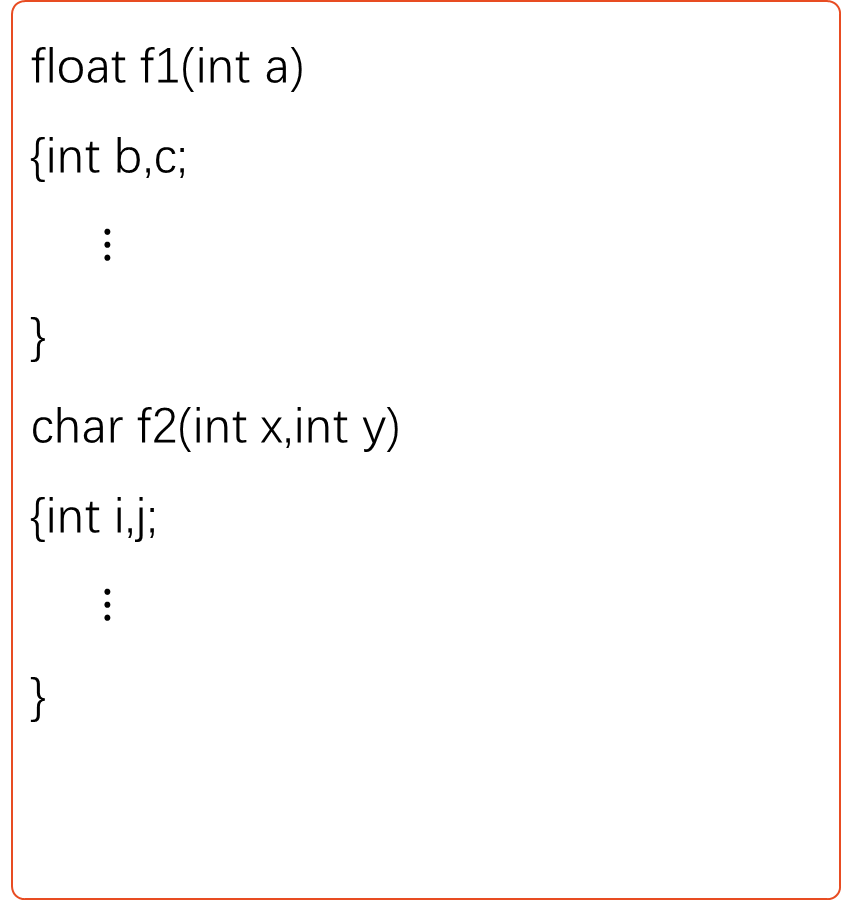 float f1(int a)
{int b,c;
⋮
}
char f2(int x,int y)
{int i,j;
⋮
}